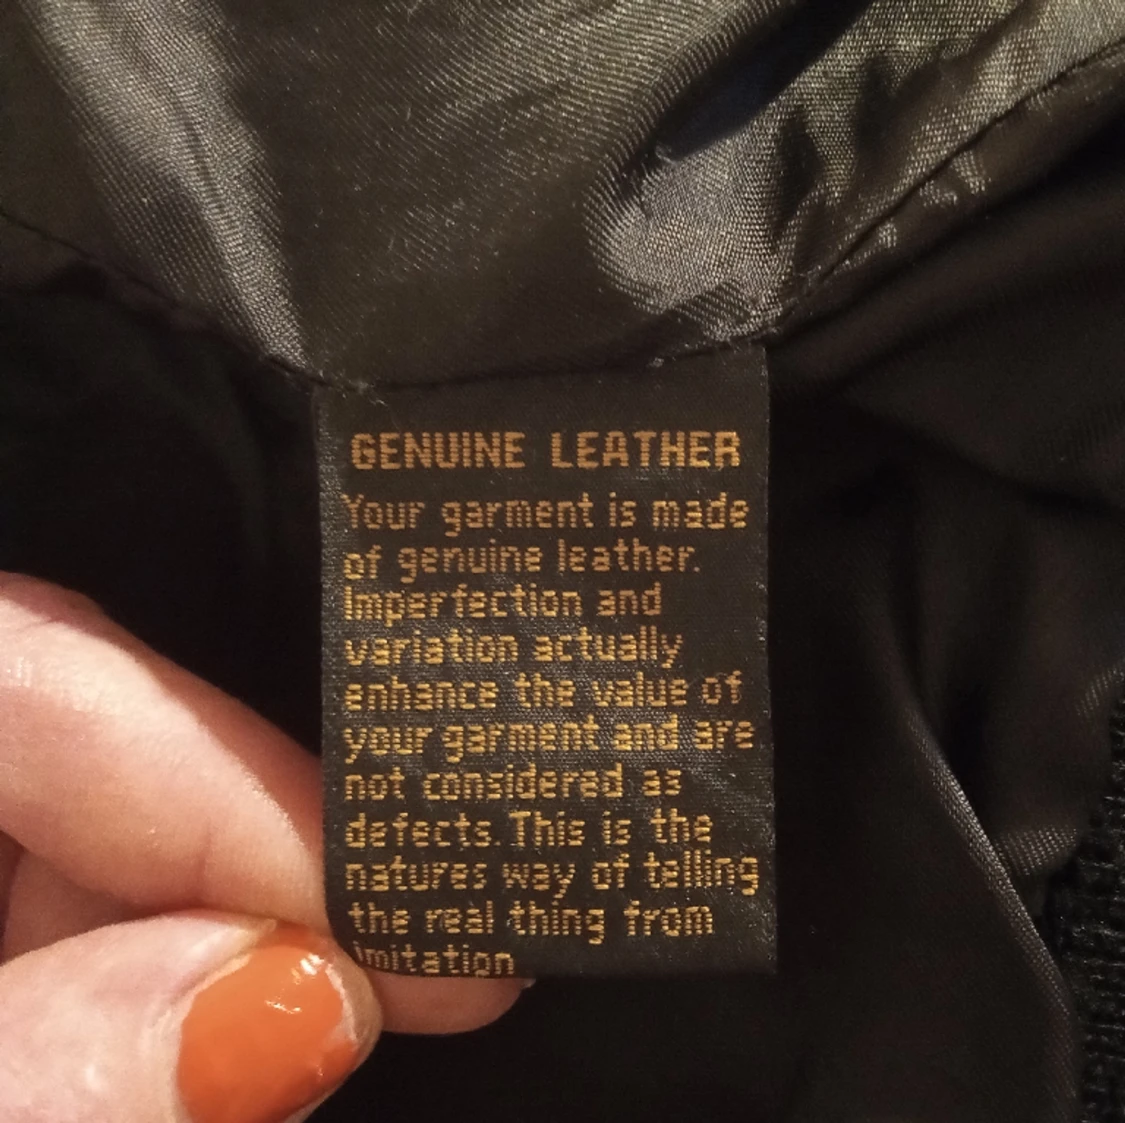 GENUINE LEATHER
Your garment is made
of genuine leather.
Imperfection and
variation actually
enhance the value of
your garment and are
not considered as
defects. This is the
natures way of telling
the real thing from
imitation